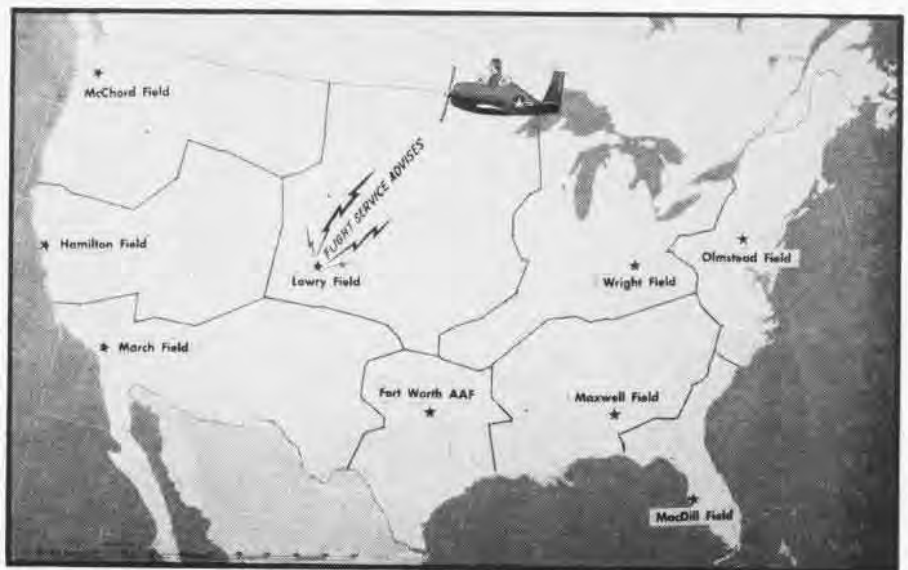 McChord Field
FLIGHT SERVICE ADVISES
Hamilton Field
Olmstead Field
Lowry Field
Wright Field
March Field
Fort Worth AAF
Maxwell Field
MacDill Field